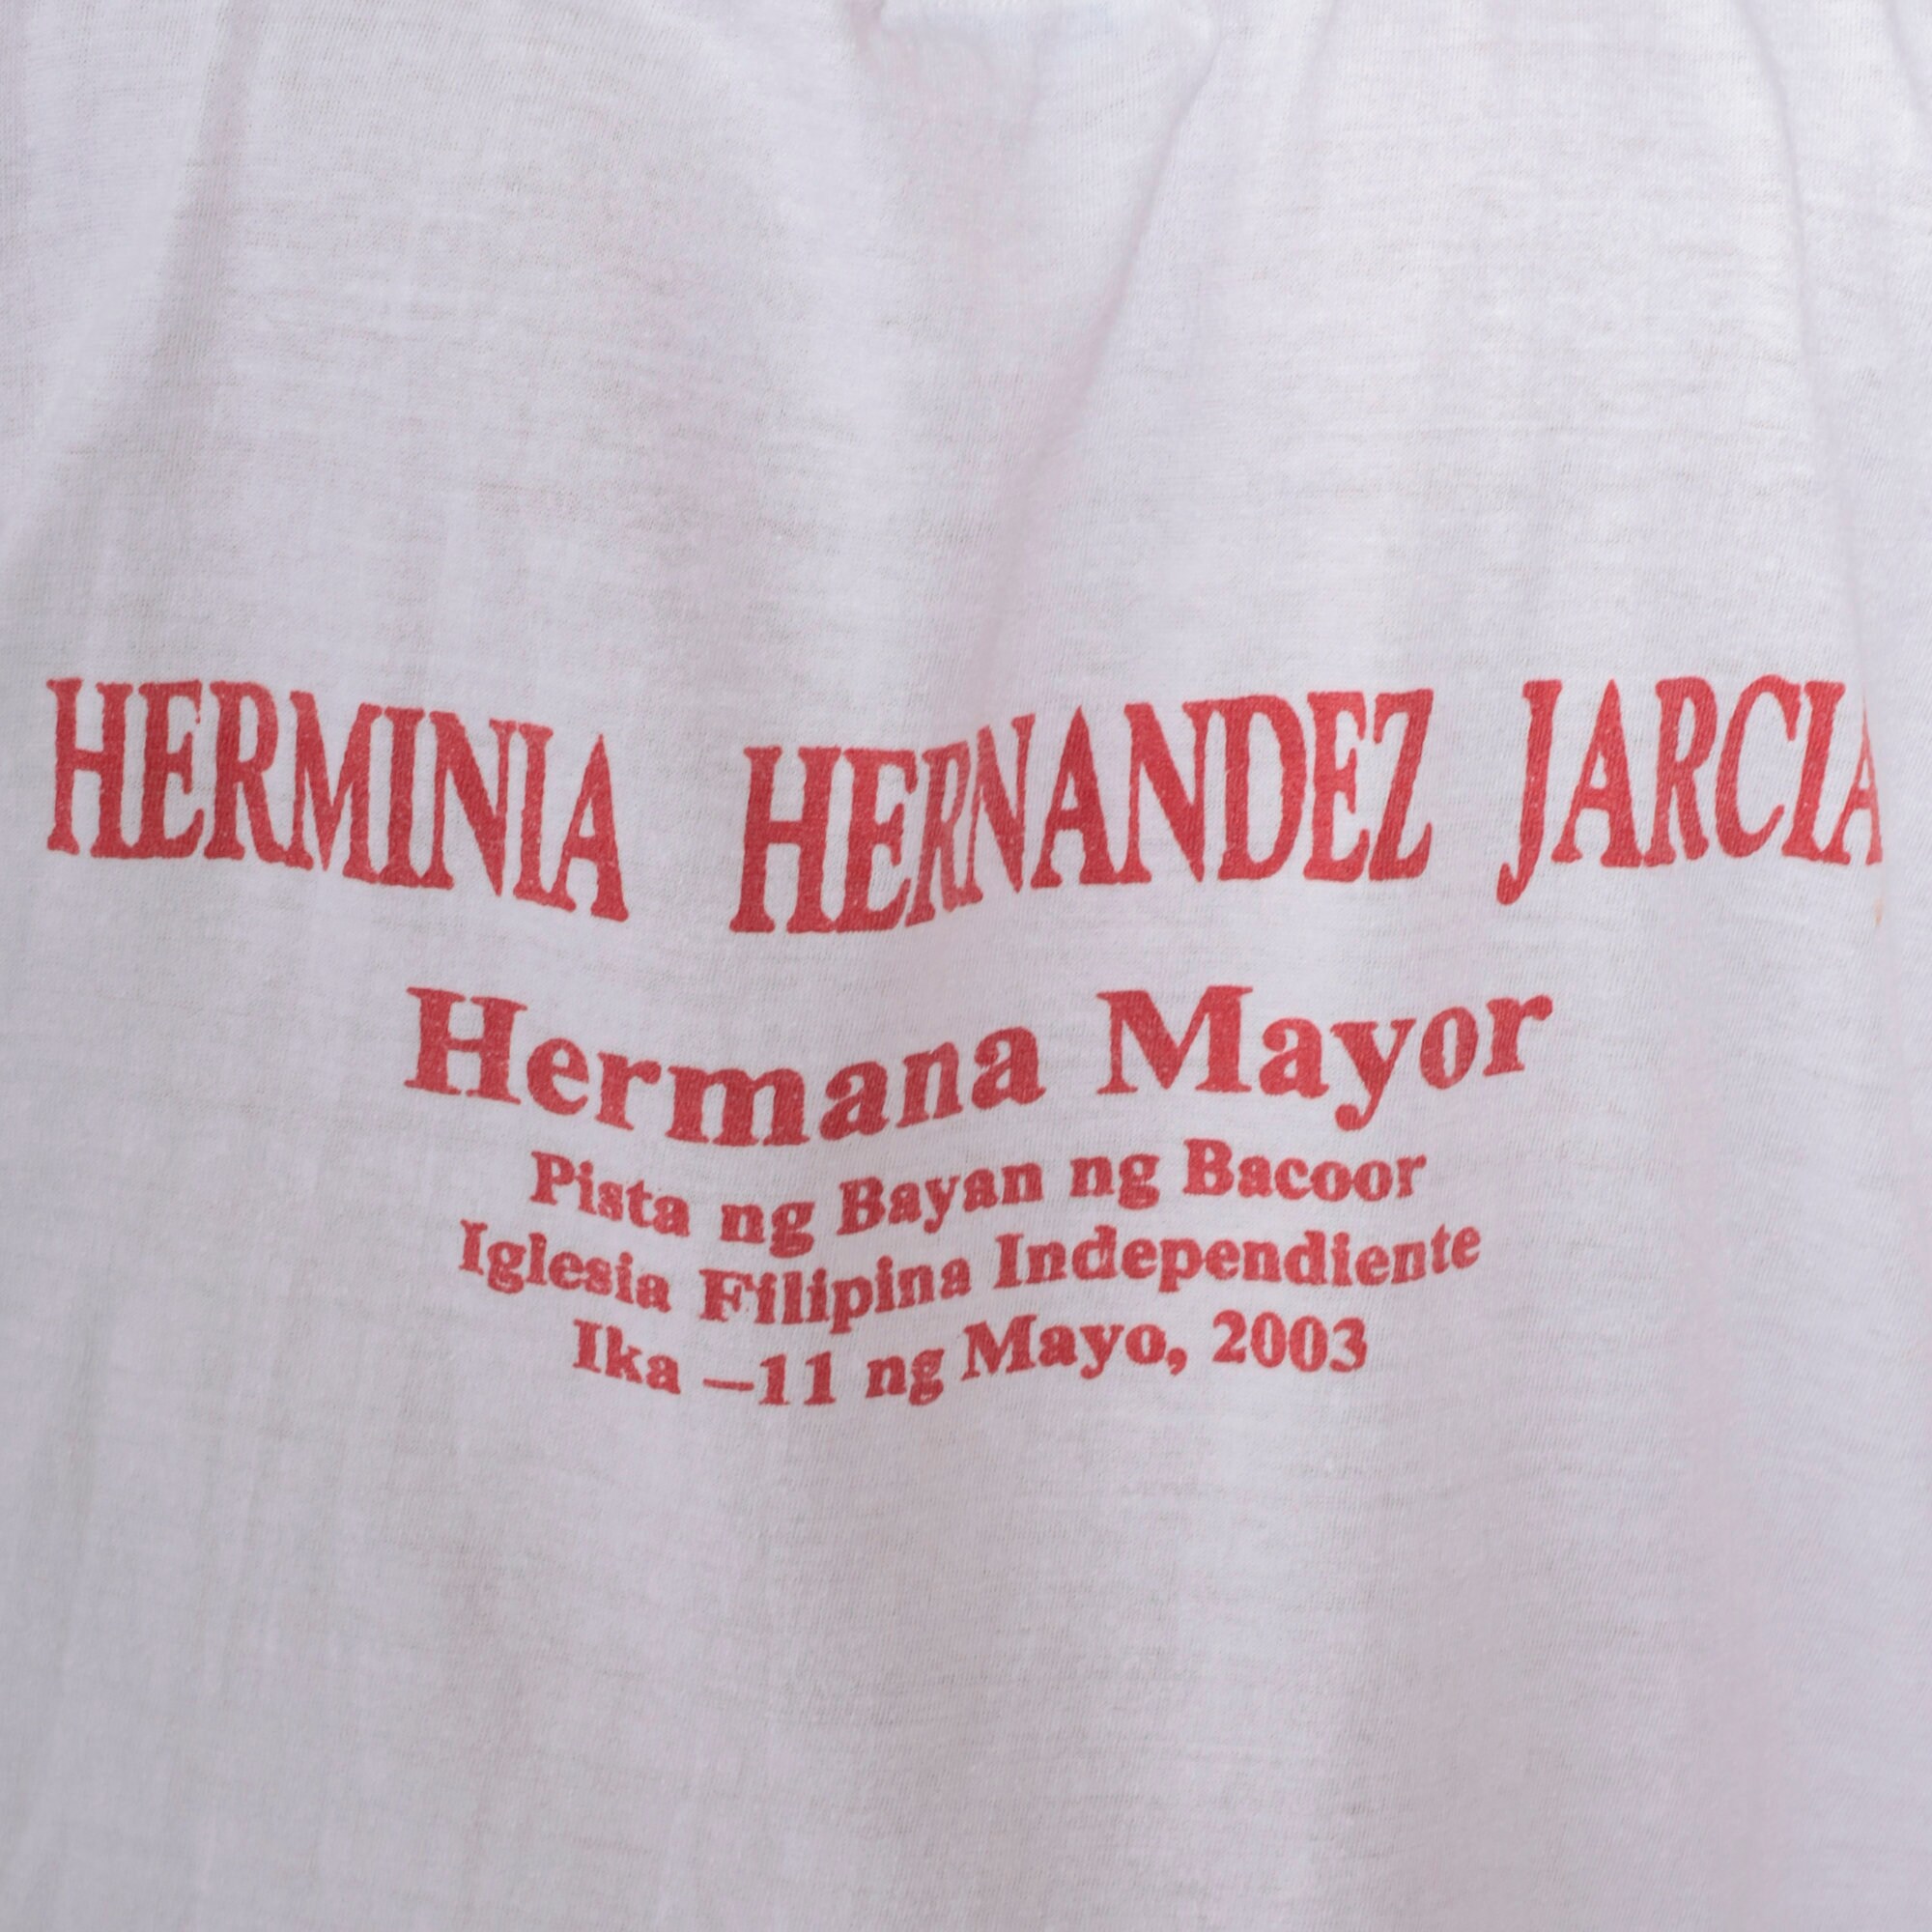 HERMINIA HERNANDEZ JARCIA
Hermana Mayor
Pista ng Bayan ng Bacoor
Iglesia Filipina Independiente
Ika –11 ng Mayo, 2003